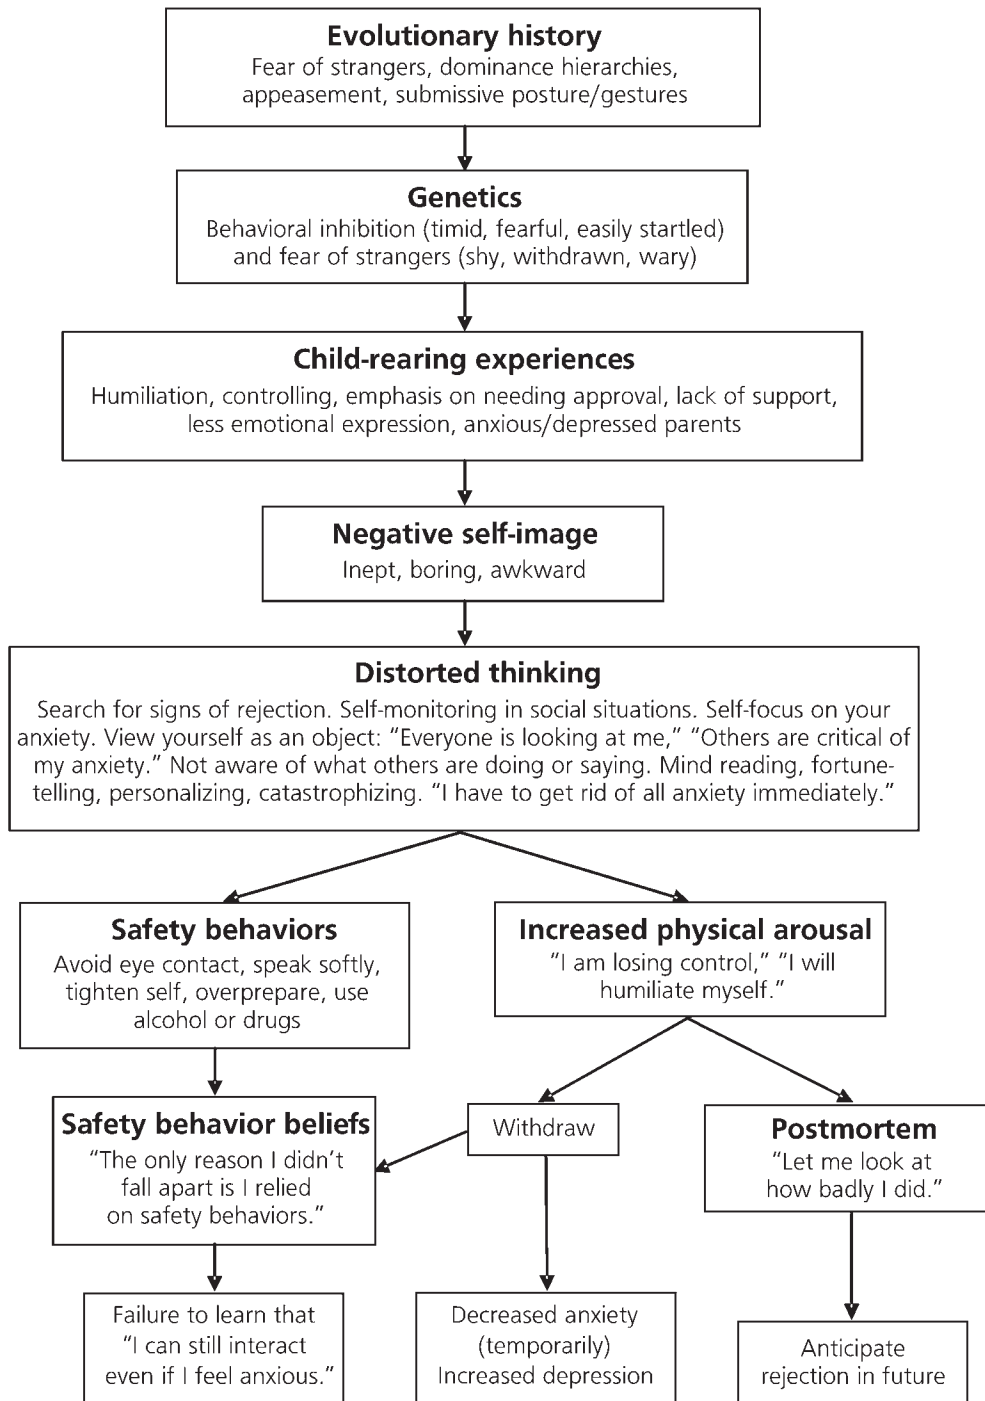 Evolutionary history
Fear of strangers, dominance hierarchies,
appeasement, submissive posture/gestures
Genetics
Behavioral inhibition (timid, fearful, easily startled)
and fear of strangers (shy, withdrawn, wary)
Child-rearing experiences
Humiliation, controlling, emphasis on needing approval, lack of support,
less emotional expression, anxious/depressed parents
Negative self-image
Inept, boring, awkward
Distorted thinking
Search for signs of rejection. Self-monitoring in social situations. Self-focus on your
anxiety. View yourself as an object: “Everyone is looking at me,” “Others are critical of
my anxiety.” Not aware of what others are doing or saying. Mind reading, fortune-
telling, personalizing, catastrophizing. “I have to get rid of all anxiety immediately.”
Safety behaviors
Avoid eye contact, speak softly,
tighten self, overprepare, use
alcohol or drugs
Increased physical arousal
“I am losing control,” “I will
humiliate myself.”
Safety behavior beliefs
“The only reason I didn’t
fall apart is I relied
on safety behaviors.”
Withdraw
Postmortem
“Let me look at
how badly I did.”
Failure to learn that
“I can still interact
even if I feel anxious.”
Decreased anxiety
(temporarily)
Increased depression
Anticipate
rejection in future